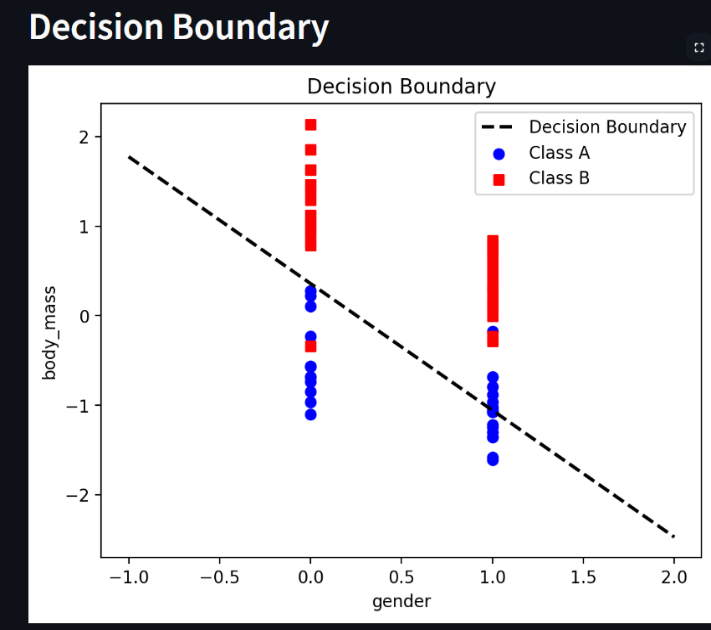 Decision Boundary
Decision Boundary
Decision Boundary
Class A
Class B
body_mass
2
1
0
−1
−2
−1.0 −0.5 0.0 0.5 1.0 1.5 2.0
gender